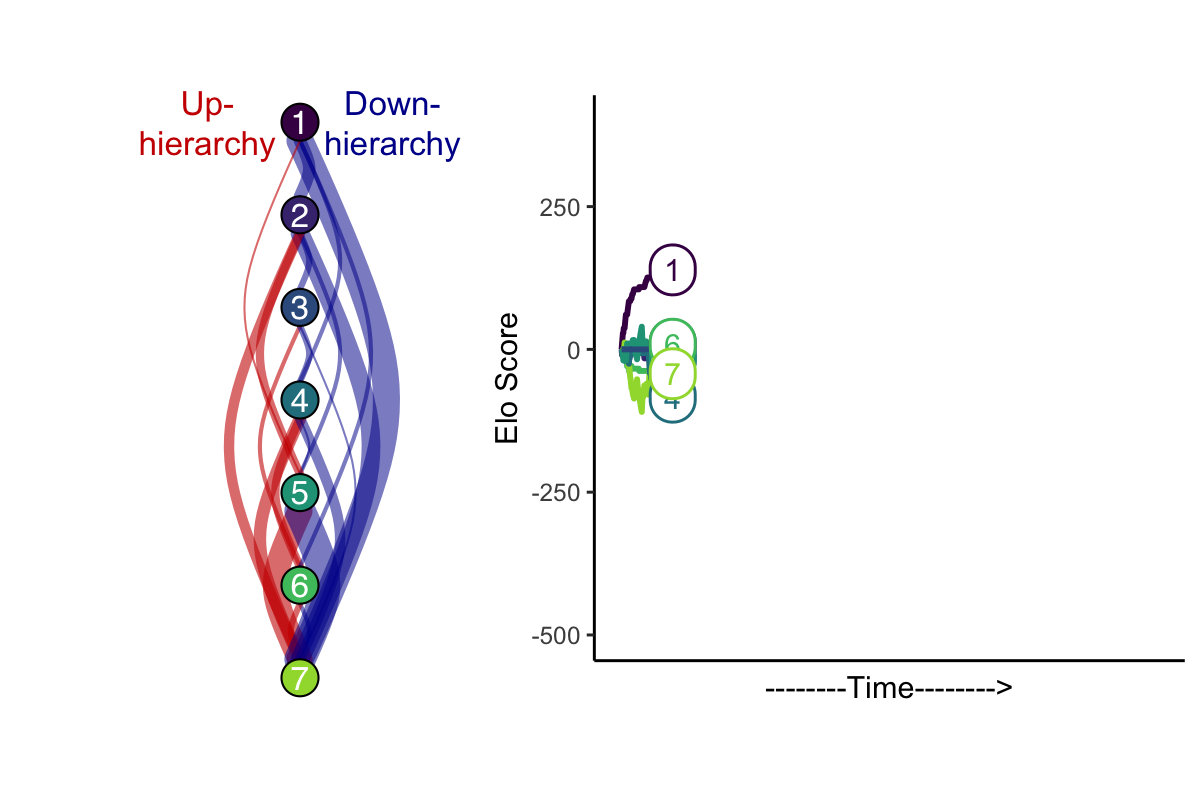 Up-
hierarchy
Down-
hierarchy
1
2
3
4
5
6
7
Elo Score
250
0
-250
-500
1
6
7
4
--------Time-------->